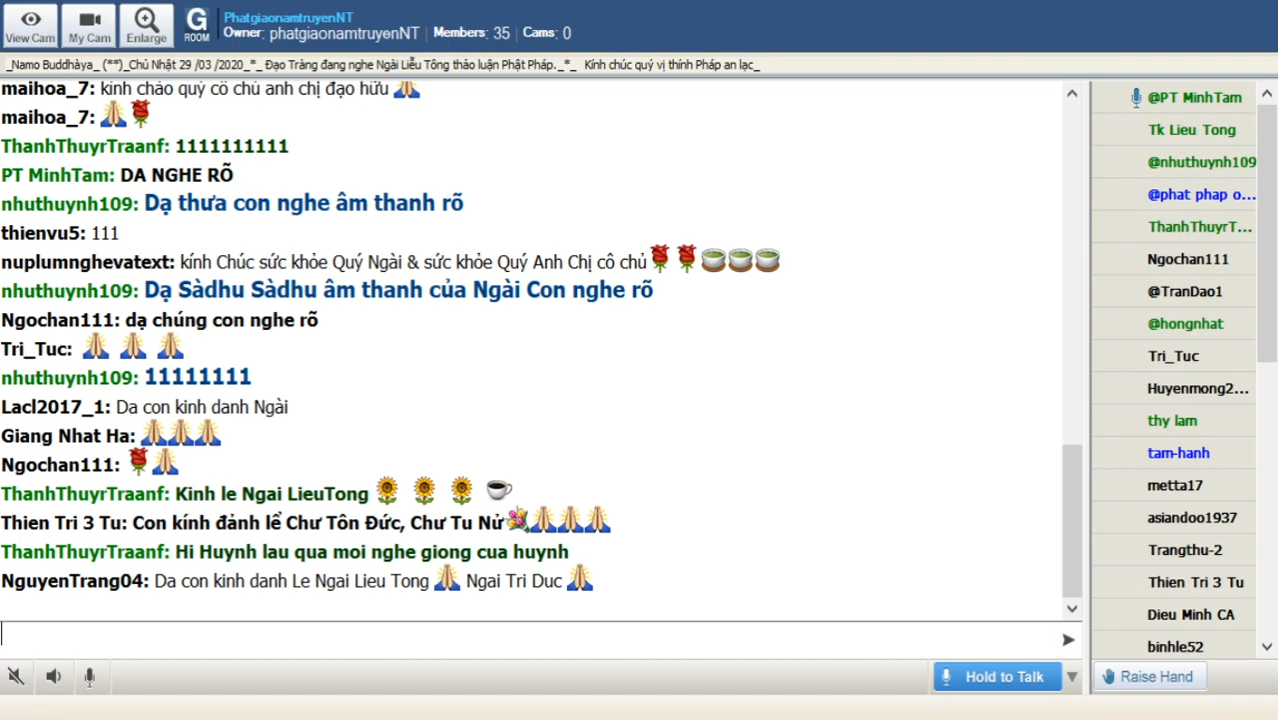 View Cam
My Cam
Enlarge
G
ROOM
PhatgiaonamtruyenNT
Owner: phatgiaonamtruyenNT | Members: 35 | Cams: 0
_Namo Buddhàya_ (**)_Chủ Nhật 29 /03 /2020_*_ Đạo Tràng đang nghe Ngài Liễu Tông thảo luận Phật Pháp._*_ Kính chúc quý vị thính Pháp an lạc_
maihoa_7: kính chào quý cô chú anh chị đạo hữu 🙏
maihoa_7: 🙏🌹
ThanhThuyrTraanf: 1111111111
PT MinhTam: DA NGHE RÕ
nhuthuynh109: Dạ thưa con nghe âm thanh rõ
thienvu5: 111
nuplumnghevatext: kính Chúc sức khỏe Quý Ngài & sức khỏe Quý Anh Chị cô chủ🌹🌹🍵🍵🍵
nhuthuynh109: Dạ Sàdhu Sàdhu âm thanh của Ngài Con nghe rõ
Ngochan111: dạ chúng con nghe rõ
Tri_Tuc: 🙏 🙏 🙏
nhuthuynh109: 11111111
Lacl2017_1: Da con kinh danh Ngài
Giang Nhat Ha: 🙏🙏🙏
Ngochan111: 🌹🙏
ThanhThuyrTraanf: Kinh le Ngai LieuTong 🌻 🌻 🌻 ☕
Thien Tri 3 Tu: Con kính đảnh lể Chư Tôn Đức, Chư Tu Nử💐🙏🙏🙏
ThanhThuyrTraanf: Hi Huynh lau qua moi nghe giong cua huynh
NguyenTrang04: Da con kinh danh Le Ngai Lieu Tong 🙏 Ngai Tri Duc 🙏
@PT MinhTam
Tk Lieu Tong
@nhuthuynh109
@phat phap o...
ThanhThuyrT...
Ngochan111
@TranDao1
@hongnhat
Tri_Tuc
Huyenmong2...
thy lam
tam-hanh
metta17
asiandoo1937
Trangthu-2
Thien Tri 3 Tu
Dieu Minh CA
binhle52
Hold to Talk
Raise Hand